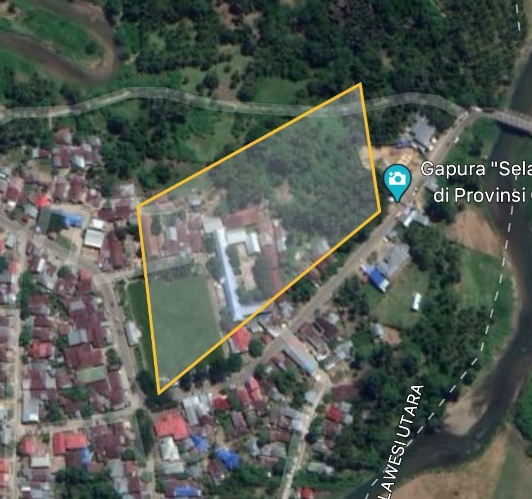 Gapura "Sela
di Provinsi
LAWESI UTARA